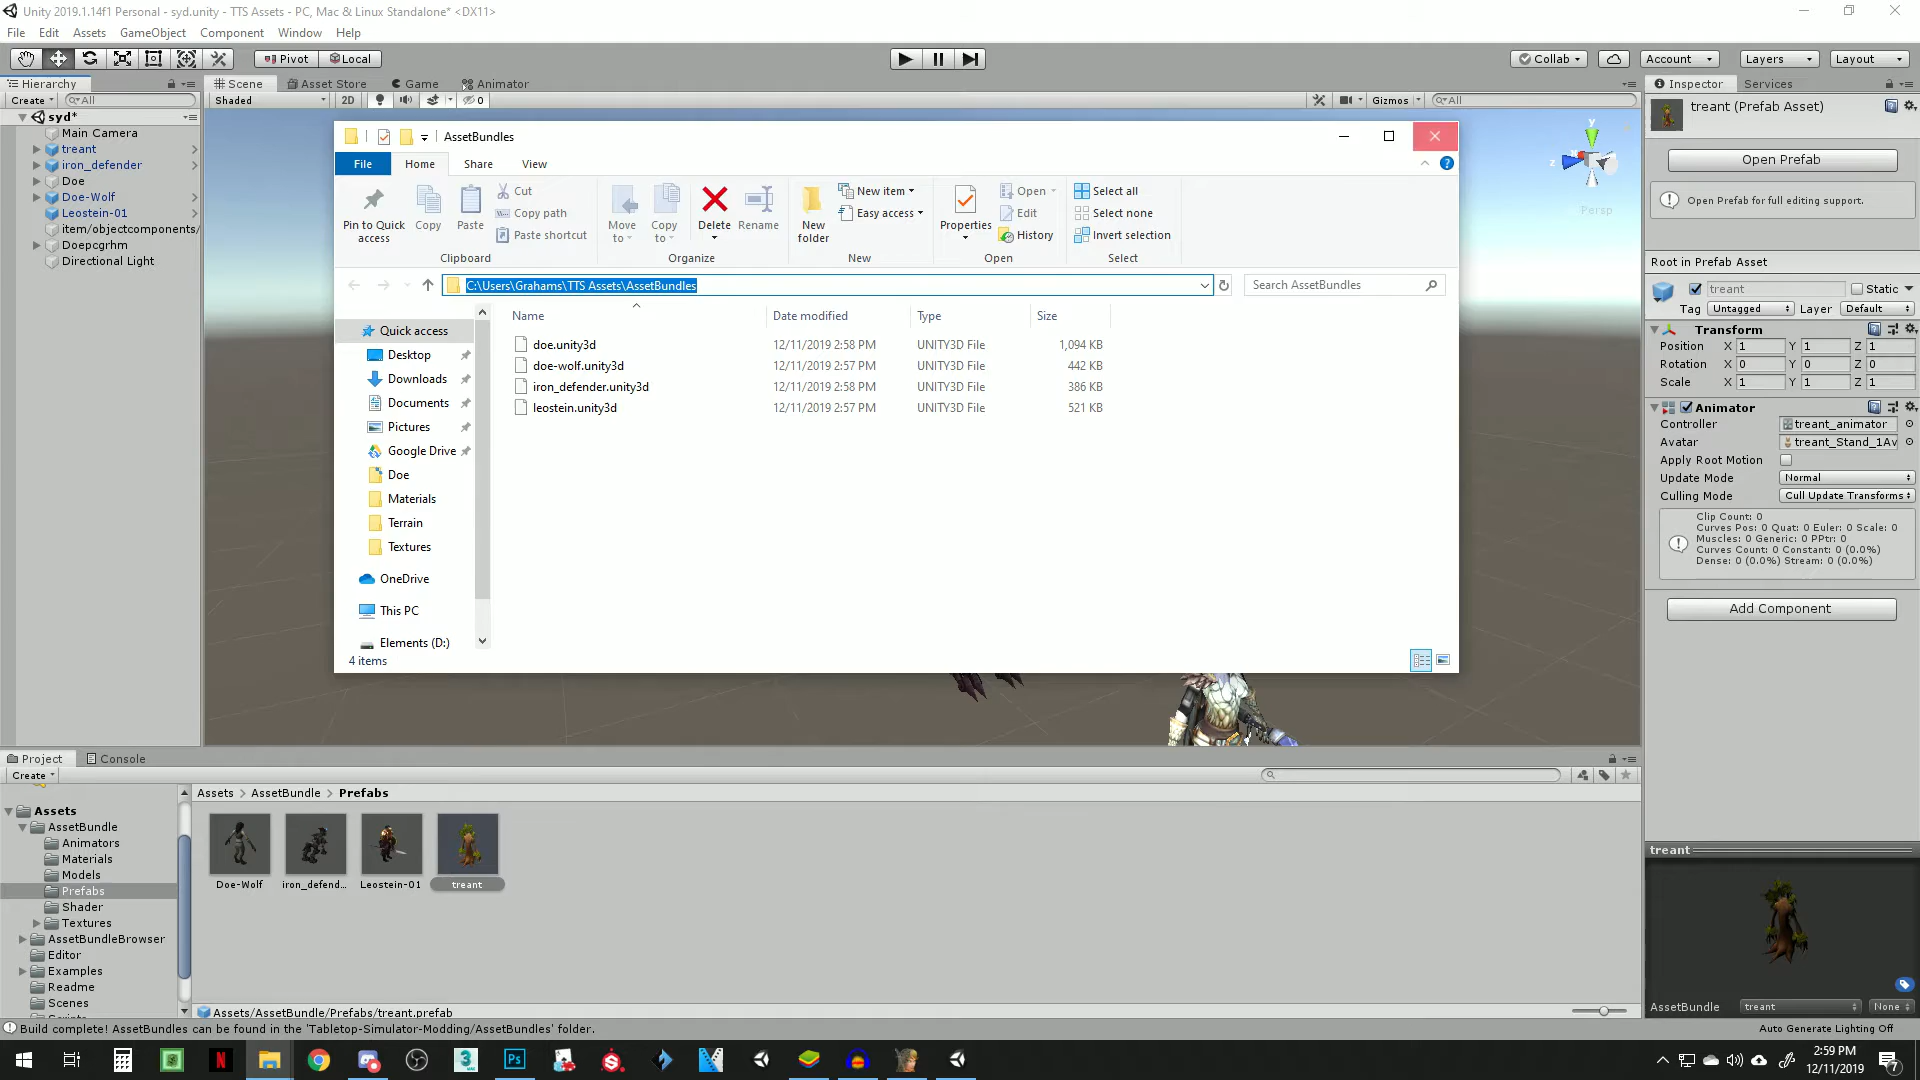 Unity 2019.1.14f1 Personal - syd.unity - TTS Assets - PC, Mac & Linux Standalone* <DX11>
File Edit Assets GameObject Component Window Help
Pivot Local Collab Account Layers Layout
Hierarchy Scene Asset Store Game Animator Inspector Services
Create All Shaded 2D 0 Gizmos All
syd*
Main Camera
treant
iron_defender
Doe
Doe-Wolf
Leostein-01
item/objectcomponents/
Doepcgrhm
Directional Light
AssetBundles
File Home Share View
Pin to Quick access
Copy
Paste
Cut
Copy path
Paste shortcut
Clipboard
Move to
Copy to
Delete
Rename
Organize
New folder
New item
Easy access
New
Properties
Open
Edit
History
Open
Select all
Select none
Invert selection
Select
C:\Users\Grahams\TTS Assets\AssetBundles
Search AssetBundles
Name Date modified Type Size
doe.unity3d 12/11/2019 2:58 PM UNITY3D File 1,094 KB
doe-wolf.unity3d 12/11/2019 2:57 PM UNITY3D File 442 KB
iron_defender.unity3d 12/11/2019 2:58 PM UNITY3D File 386 KB
leostein.unity3d 12/11/2019 2:57 PM UNITY3D File 521 KB
Quick access
Desktop
Downloads
Documents
Pictures
Google Drive
Doe
Materials
Terrain
Textures
OneDrive
This PC
Elements (D:)
4 items
y
x
z
Persp
treant (Prefab Asset)
Open Prefab
Open Prefab for full editing support.
Root in Prefab Asset
treant Static
Tag Untagged Layer Default
Transform
Position X 1 Y 1 Z 1
Rotation X 0 Y 0 Z 0
Scale X 1 Y 1 Z 1
Animator
Controller treant_animator
Avatar treant_Stand_1Av
Apply Root Motion
Update Mode Normal
Culling Mode Cull Update Transforms
Clip Count: 0
Curves Pos: 0 Quat: 0 Euler: 0 Scale: 0
Muscles: 0 Generic: 0 PPtr: 0
Curves Count: 0 Constant: 0 (0.0%)
Dense: 0 (0.0%) Stream: 0 (0.0%)
Add Component
Project Console
Create
Assets
AssetBundle
Animators
Materials
Models
Prefabs
Shader
Textures
AssetBundleBrowser
Editor
Examples
Readme
Scenes
Assets > AssetBundle > Prefabs
Doe-Wolf iron_defend... Leostein-01 treant
Assets/AssetBundle/Prefabs/treant.prefab
treant
AssetBundle treant None
Build complete! AssetBundles can be found in the 'Tabletop-Simulator-Modding/AssetBundles' folder.
Auto Generate Lighting Off
N
3
Ps
2:59 PM
12/11/2019
7